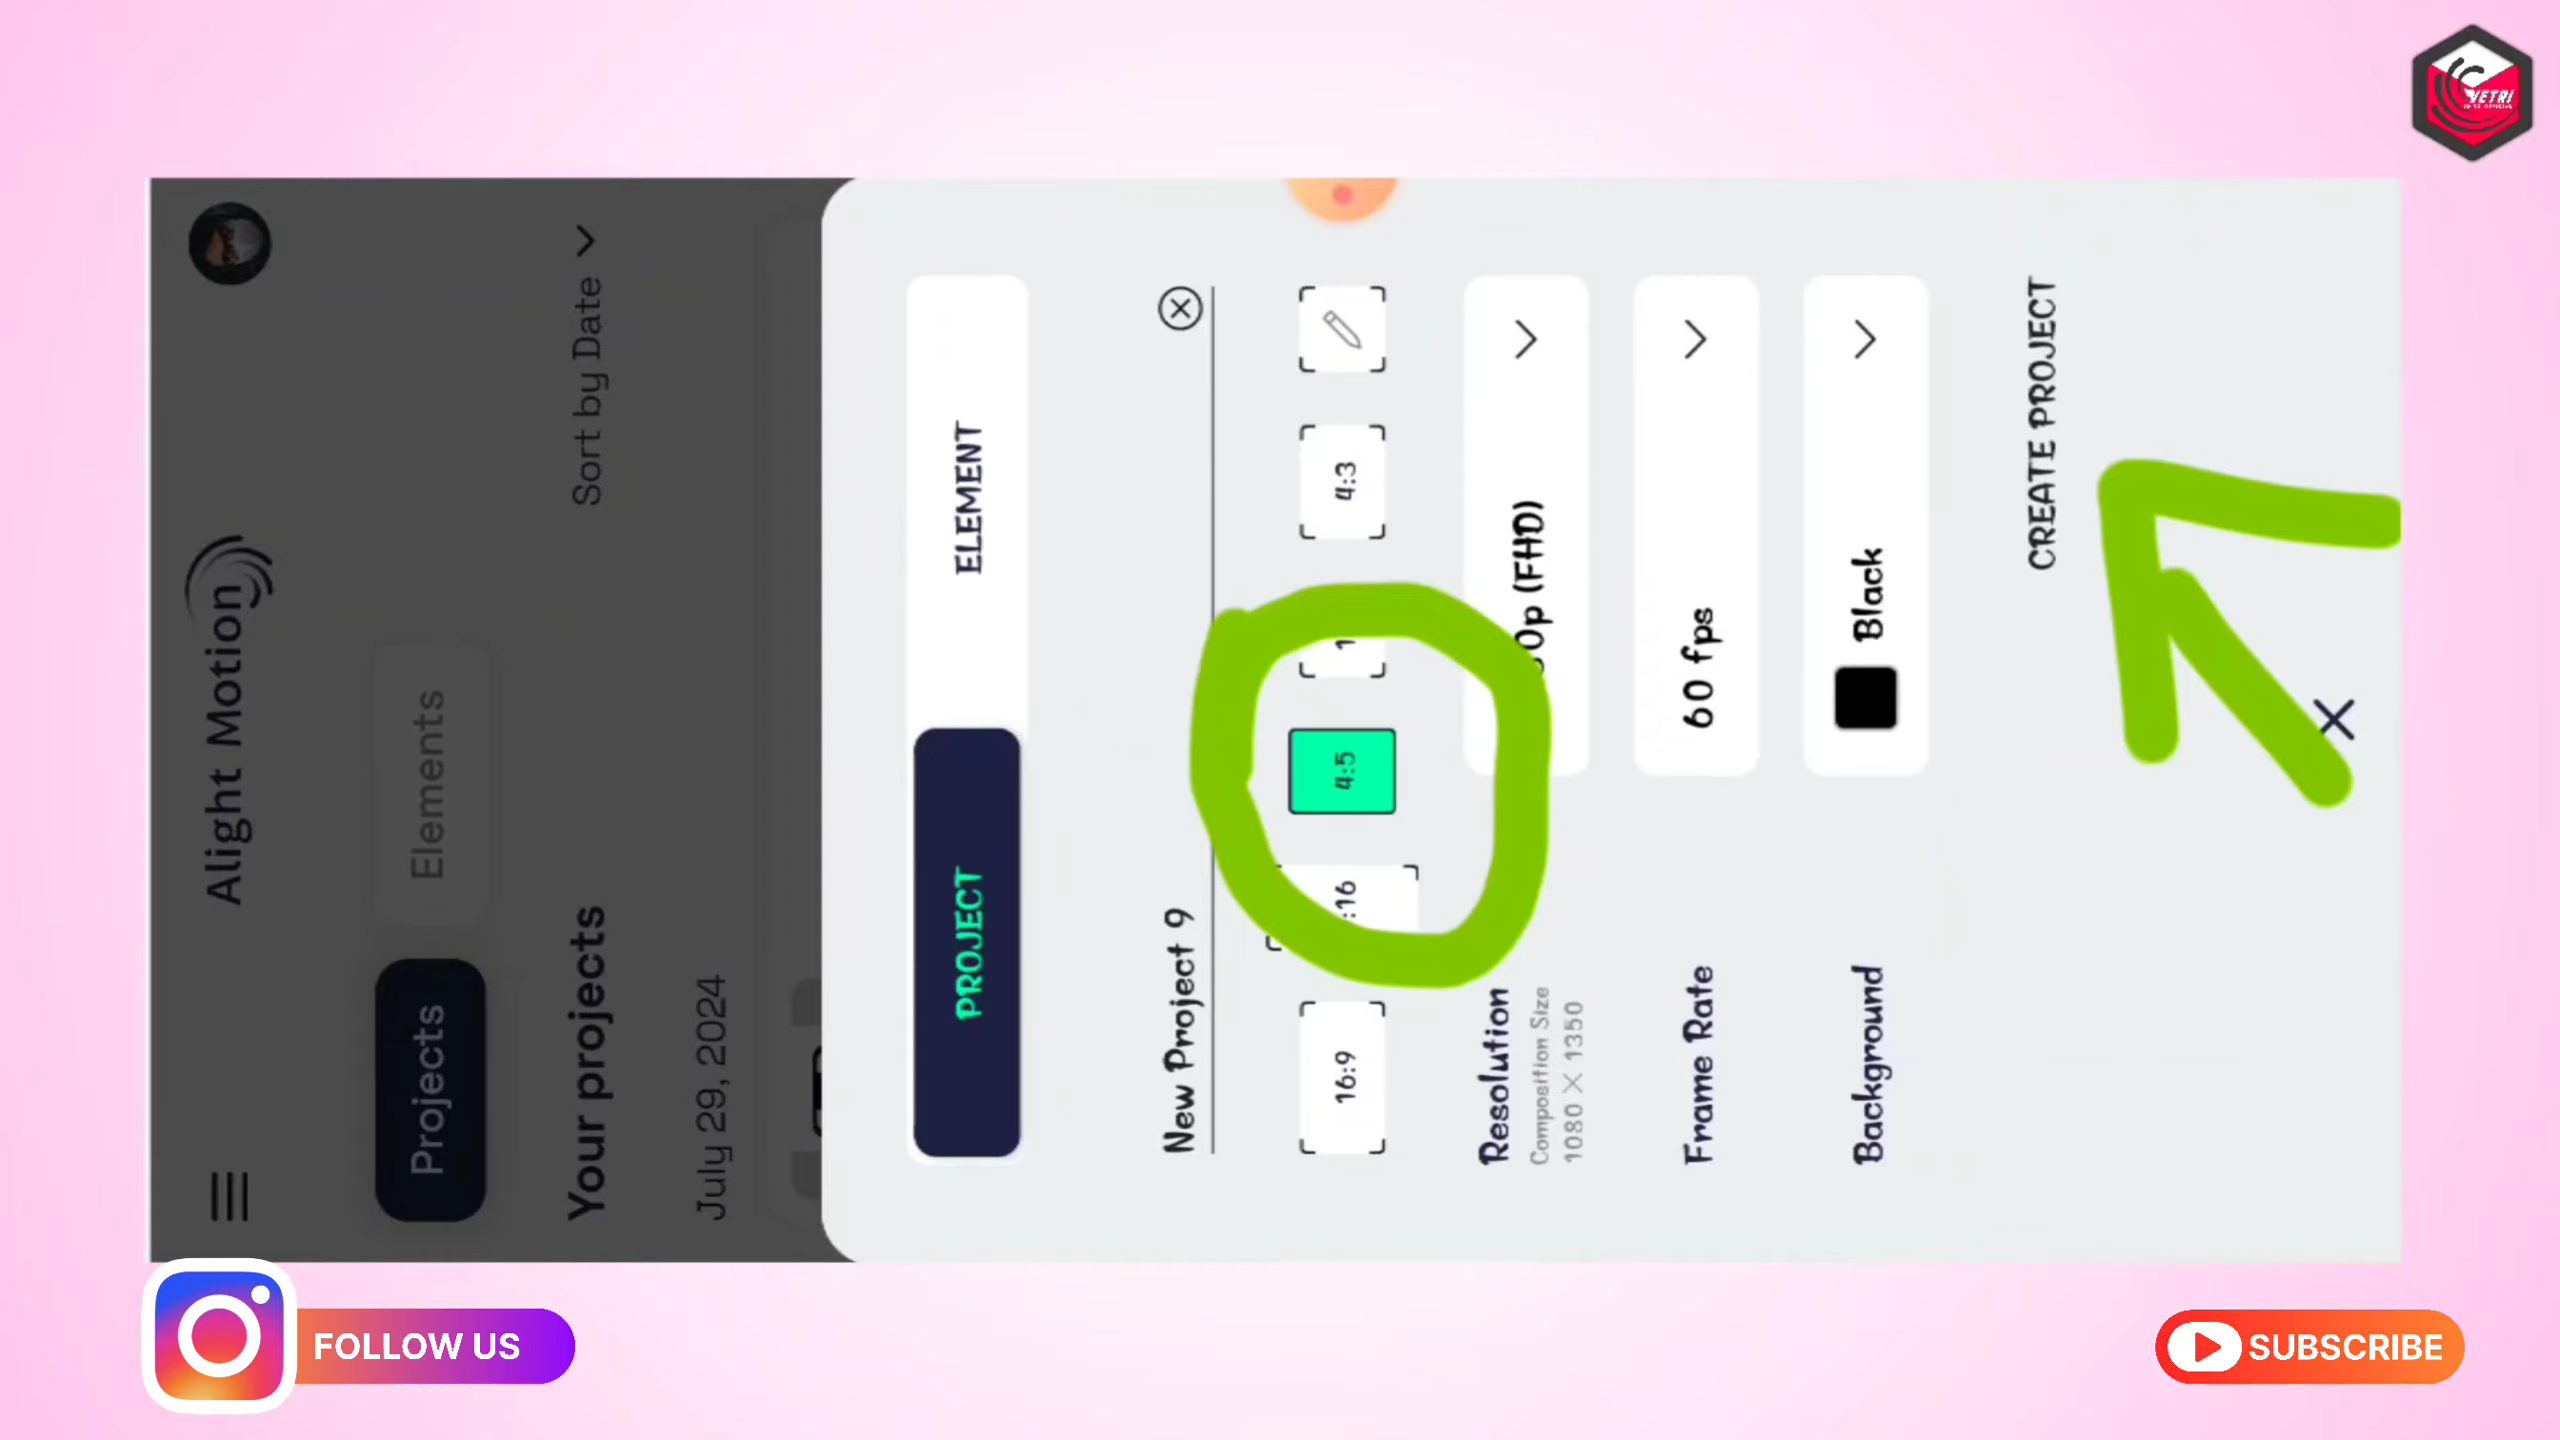 Alight Motion
Projects
Elements
Your projects
Sort by Date
July 29, 2024
PROJECT
ELEMENT
New Project 9
16:9
:16
4:5
1
4:3
Resolution
0p (FHD)
Composition Size
1080 × 1350
Frame Rate
60 fps
Background
Black
CREATE PROJECT
VETRI
FOLLOW US
SUBSCRIBE